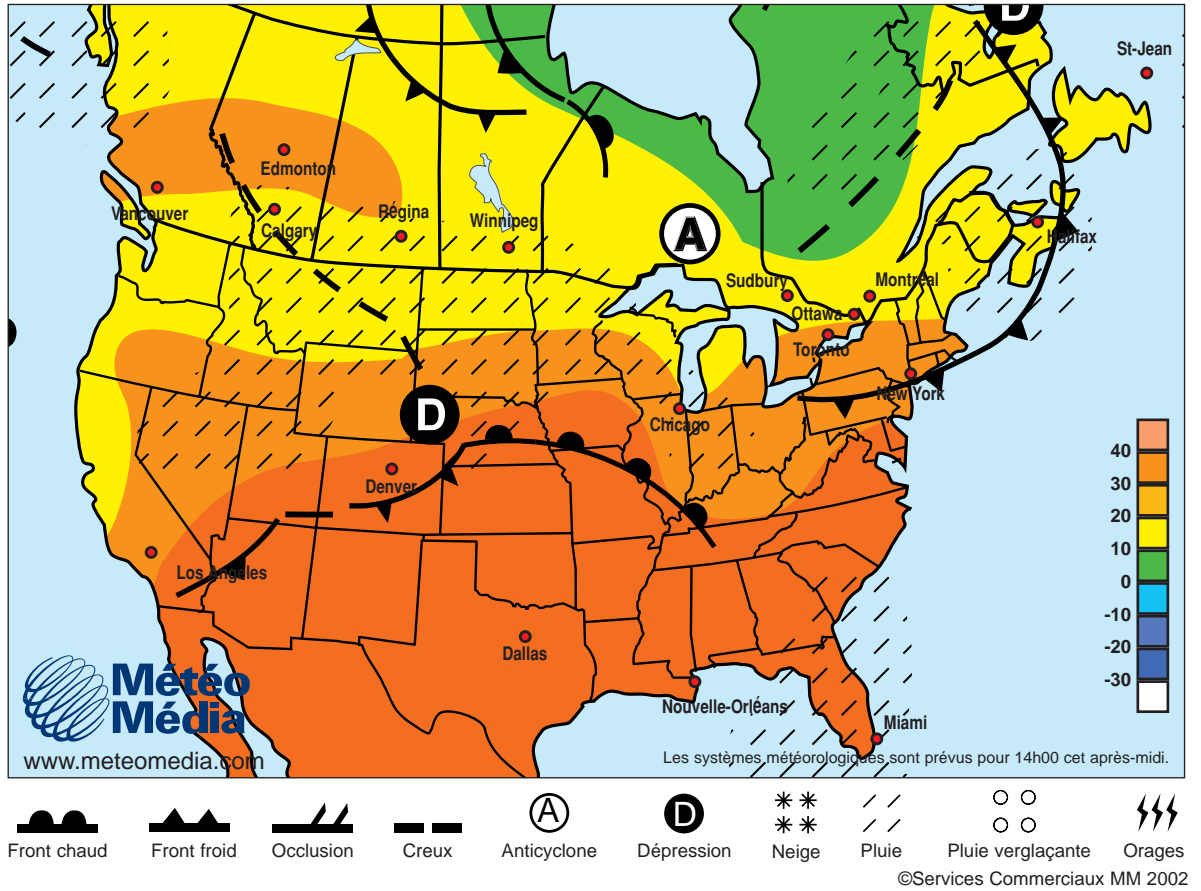 D
St-Jean
Edmonton
Vancouver
Calgary
Régina
Winnipeg
A
Halifax
Sudbury
Montréal
Ottawa
Toronto
New York
D
Chicago
Denver
Los Angeles
Dallas
Nouvelle-Orléans
Miami
40
30
20
10
0
-10
-20
-30
Météo
Média
www.meteomedia.com
Les systèmes météorologiques sont prévus pour 14h00 cet après-midi.
A
D
Front chaud
Front froid
Occlusion
Creux
Anticyclone
Dépression
Neige
Pluie
Pluie verglaçante
Orages
©Services Commerciaux MM 2002